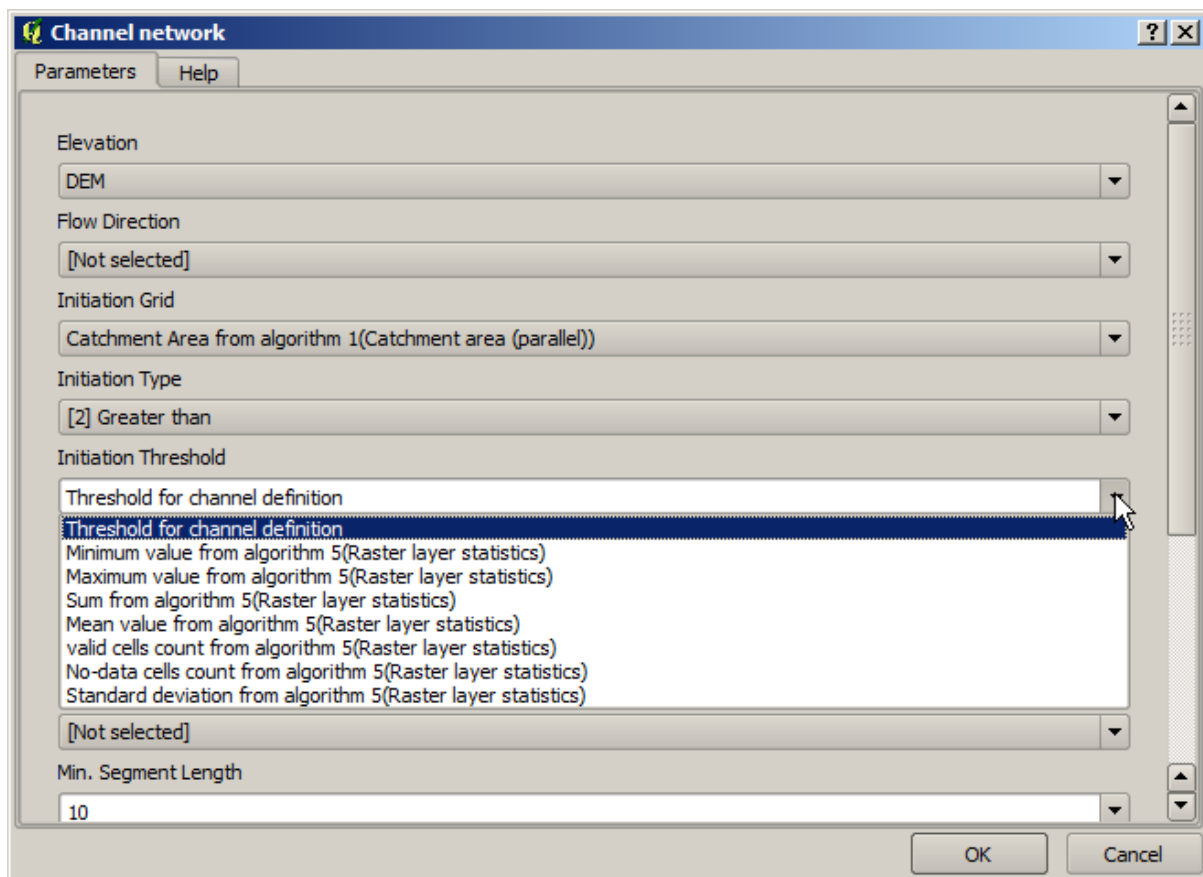 Channel network
Parameters Help
Elevation
DEM
Flow Direction
[Not selected]
Initiation Grid
Catchment Area from algorithm 1(Catchment area (parallel))
Initiation Type
[2] Greater than
Initiation Threshold
Threshold for channel definition
Threshold for channel definition
Minimum value from algorithm 5(Raster layer statistics)
Maximum value from algorithm 5(Raster layer statistics)
Sum from algorithm 5(Raster layer statistics)
Mean value from algorithm 5(Raster layer statistics)
valid cells count from algorithm 5(Raster layer statistics)
No-data cells count from algorithm 5(Raster layer statistics)
Standard deviation from algorithm 5(Raster layer statistics)
[Not selected]
Min. Segment Length
10
OK Cancel